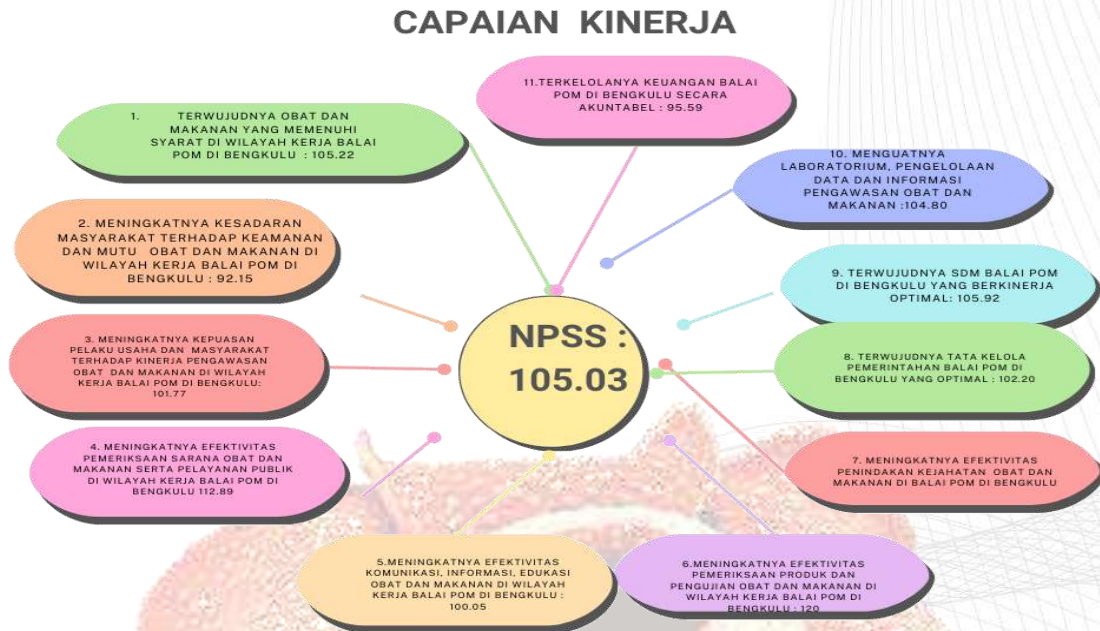 CAPAIAN KINERJA
1. TERWUJUDNYA OBAT DAN
MAKANAN YANG MEMENUHI
SYARAT DI WILAYAH KERJA BALAI
POM DI BENGKULU : 105.22
2. MENINGKATNYA KESADARAN
MASYARAKAT TERHADAP KEAMANAN
DAN MUTU OBAT DAN MAKANAN DI
WILAYAH KERJA BALAI POM DI
BENGKULU : 92.15
3. MENINGKATNYA KEPUASAN
PELAKU USAHA DAN MASYARAKAT
TERHADAP KINERJA PENGAWASAN
OBAT DAN MAKANAN DI WILAYAH
KERJA BALAI POM DI BENGKULU:
101.77
4. MENINGKATNYA EFEKTIVITAS
PEMERIKSAAN SARANA OBAT DAN
MAKANAN SERTA PELAYANAN PUBLIK
DI WILAYAH KERJA BALAI POM DI
BENGKULU 112.89
5.MENINGKATNYA EFEKTIVITAS
KOMUNIKASI, INFORMASI, EDUKASI
OBAT DAN MAKANAN DI WILAYAH
KERJA BALAI POM DI BENGKULU :
100.05
6.MENINGKATNYA EFEKTIVITAS
PEMERIKSAAN PRODUK DAN
PENGUJIAN OBAT DAN MAKANAN DI
WILAYAH KERJA BALAI POM DI
BENGKULU : 120
7. MENINGKATNYA EFEKTIVITAS
PENINDAKAN KEJAHATAN OBAT DAN
MAKANAN DI BALAI POM DI BENGKULU
8. TERWUJUDNYA TATA KELOLA
PEMERINTAHAN BALAI POM DI
BENGKULU YANG OPTIMAL : 102.20
9. TERWUJUDNYA SDM BALAI POM
DI BENGKULU YANG BERKINERJA
OPTIMAL: 105.92
10. MENGUATNYA
LABORATORIUM, PENGELOLAAN
DATA DAN INFORMASI
PENGAWASAN OBAT DAN
MAKANAN :104.80
11.TERKELOLANYA KEUANGAN BALAI
POM DI BENGKULU SECARA
AKUNTABEL : 95.59
NPSS :
105.03